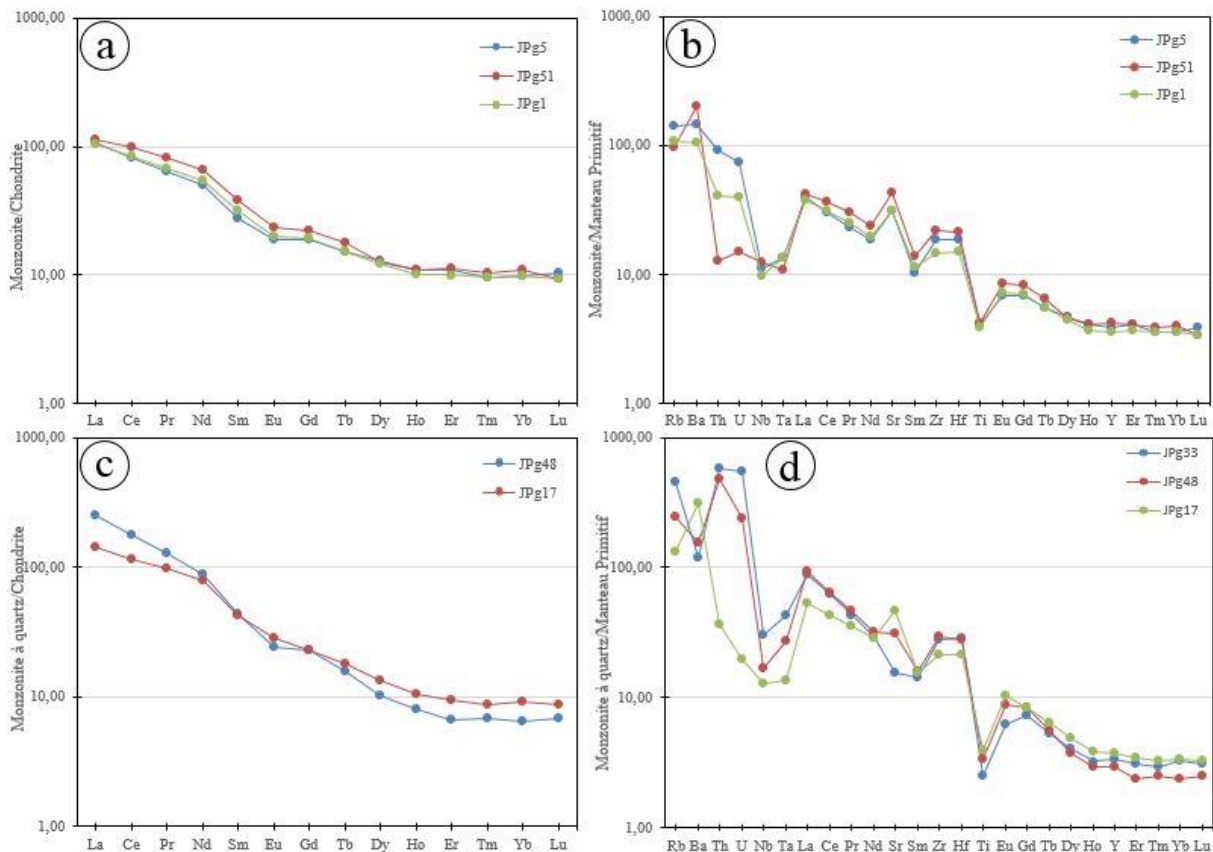 a
1000,00
100,00
10,00
1,00
Monzonite/Chondrite
JPg5
JPg51
JPg1
La Ce Pr Nd Sm Eu Gd Tb Dy Ho Er Tm Yb Lu
b
1000,00
100,00
10,00
1,00
Monzonite/Manteau Primitif
JPg5
JPg51
JPg1
Rb Ba Th U Nb Ta La Ce Pr Nd Sr Sm Zr Hf Ti Eu Gd Tb Dy Ho Y Er Tm Yb Lu
c
1000,00
100,00
10,00
1,00
Monzonite à quartz/Chondrite
JPg48
JPg17
La Ce Pr Nd Sm Eu Gd Tb Dy Ho Er Tm Yb Lu
d
1000,00
100,00
10,00
1,00
Monzonite à quartz/Manteau Primitif
JPg33
JPg48
JPg17
Rb Ba Th U Nb Ta La Ce Pr Nd Sr Sm Zr Hf Ti Eu Gd Tb Dy Ho Y Er Tm Yb Lu